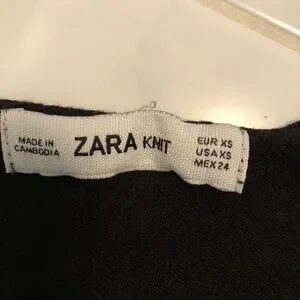 MADE IN
CAMBODIA
ZARA KNIT
EUR XS
USA XS
MEX 24